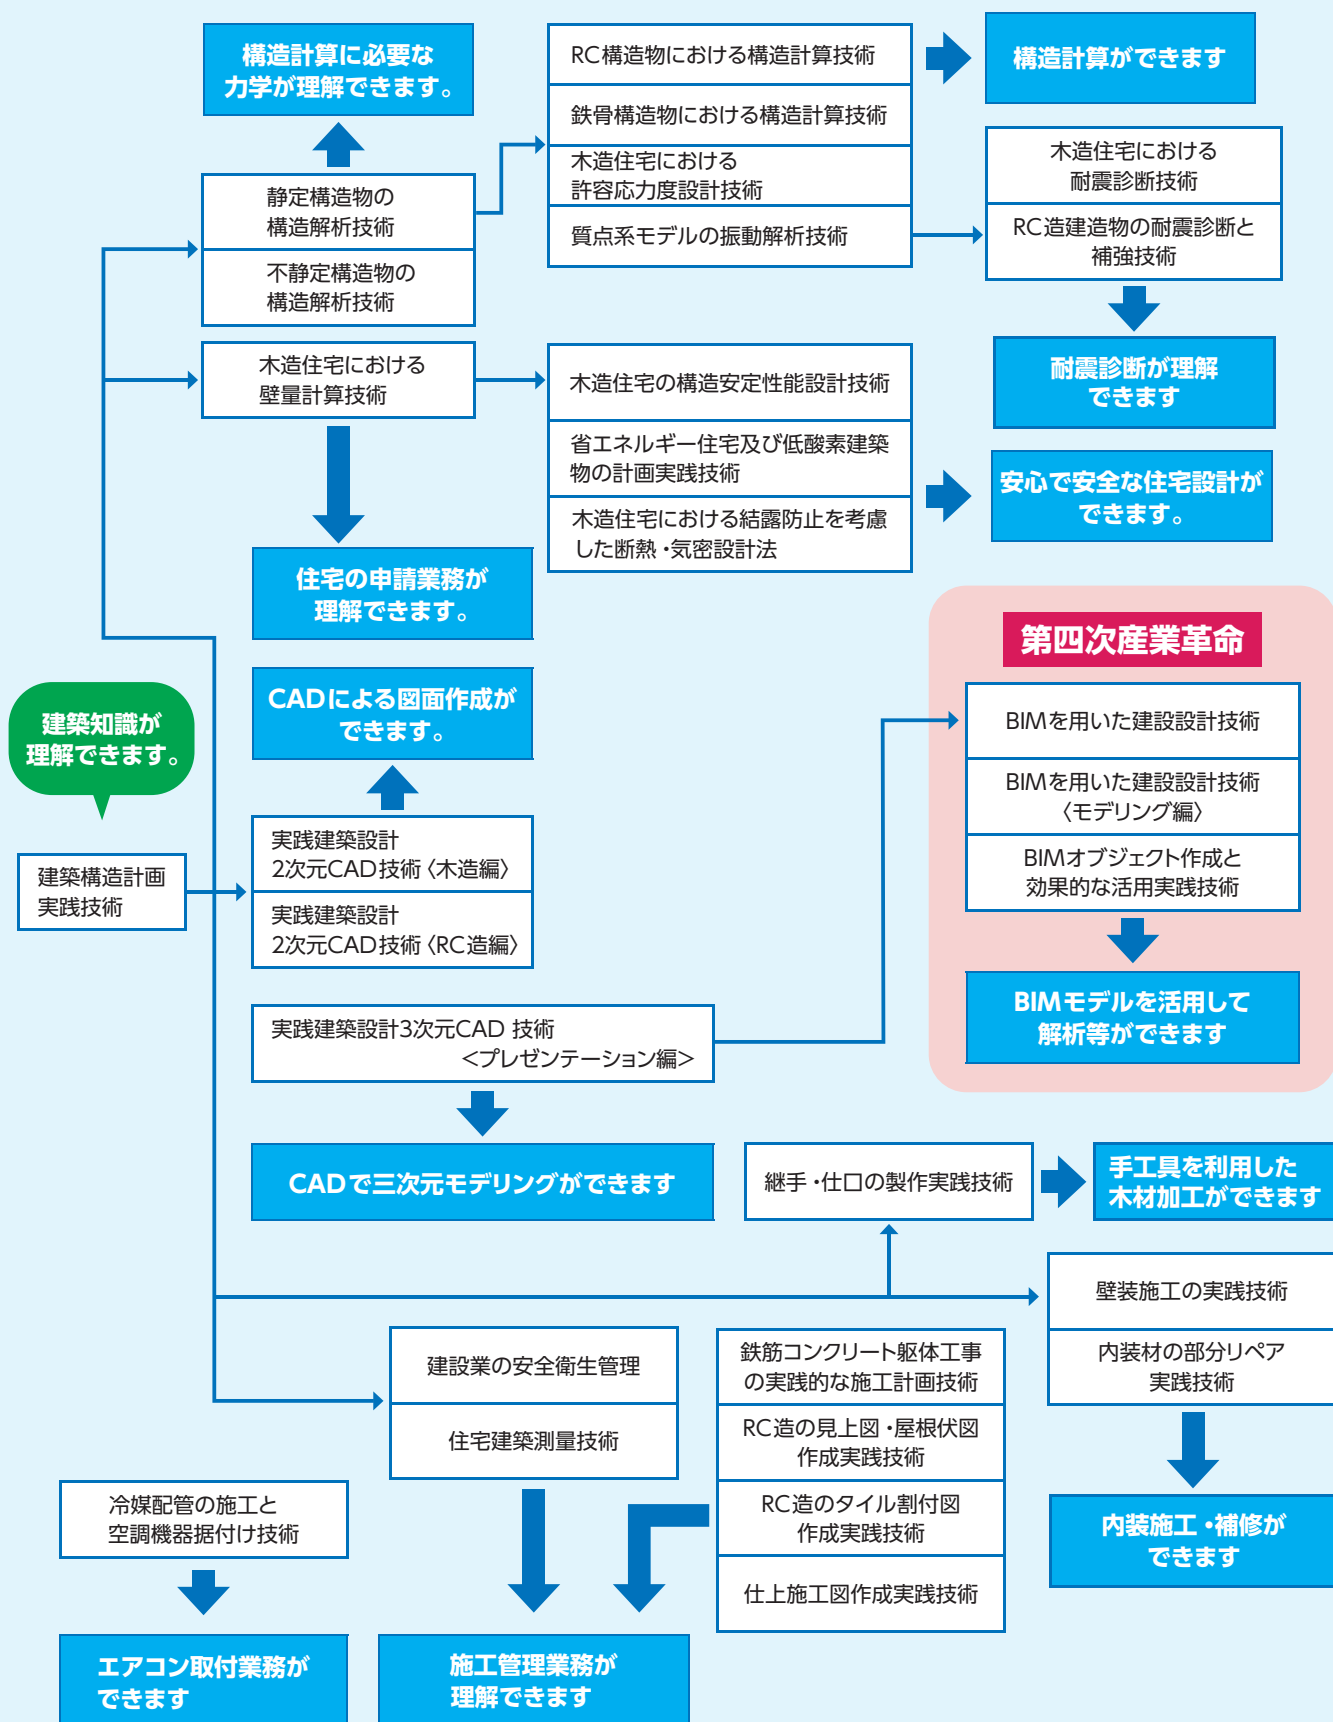 構造計算に必要な
力学が理解できます。
RC構造物における構造計算技術
鉄骨構造物における構造計算技術
木造住宅における
許容応力度設計技術
質点系モデルの振動解析技術
構造計算ができます
静定構造物の
構造解析技術
不静定構造物の
構造解析技術
木造住宅における
耐震診断技術
RC造建造物の耐震診断と
補強技術
耐震診断が理解
できます
木造住宅における
壁量計算技術
木造住宅の構造安定性能設計技術
省エネルギー住宅及び低酸素建築
物の計画実践技術
木造住宅における結露防止を考慮
した断熱・気密設計法
安心で安全な住宅設計が
できます。
住宅の申請業務が
理解できます。
第四次産業革命
CADによる図面作成が
できます。
建築知識が
理解できます。
BIMを用いた建設設計技術
BIMを用いた建設設計技術
〈モデリング編〉
BIMオブジェクト作成と
効果的な活用実践技術
建築構造計画
実践技術
実践建築設計
2次元CAD技術〈木造編〉
実践建築設計
2次元CAD技術〈RC造編〉
BIMモデルを活用して
解析等ができます
実践建築設計3次元CAD 技術
<プレゼンテーション編>
CADで三次元モデリングができます
継手・仕口の製作実践技術
手工具を利用した
木材加工ができます
壁装施工の実践技術
内装材の部分リペア
実践技術
建設業の安全衛生管理
住宅建築測量技術
鉄筋コンクリート躯体工事
の実践的な施工計画技術
RC造の見上図・屋根伏図
作成実践技術
RC造のタイル割付図
作成実践技術
仕上施工図作成実践技術
冷媒配管の施工と
空調機器据付け技術
内装施工・補修が
できます
エアコン取付業務が
できます
施工管理業務が
理解できます